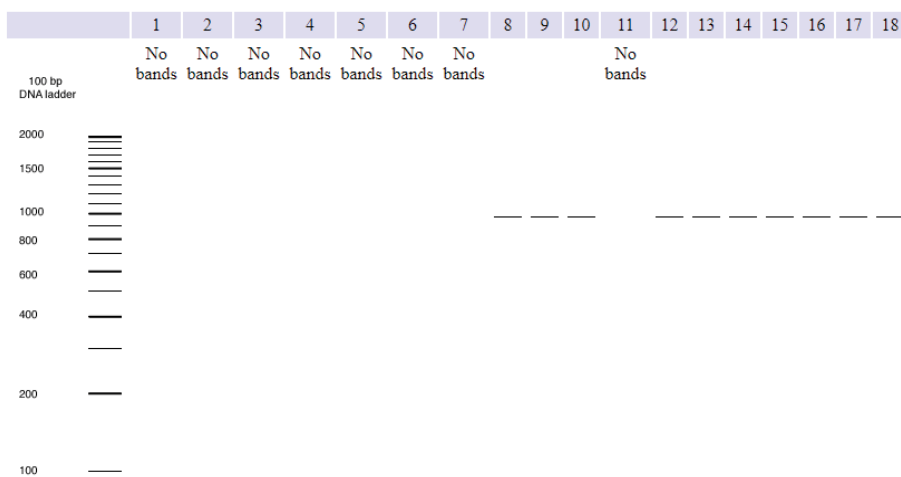 1 2 3 4 5 6 7 8 9 10 11 12 13 14 15 16 17 18
No No No No No No No No
bands bands bands bands bands bands bands bands
100 bp
DNA ladder
2000
1500
1000
800
600
400
200
100